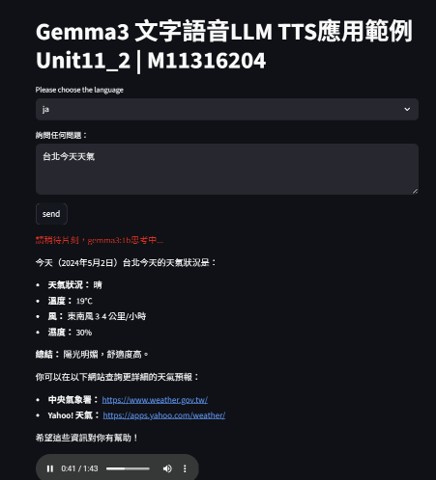 Gemma3 文字語音LLM TTS應用範例
Unit11_2 | M11316204
Please choose the language
ja
詢問任何問題：
台北今天天氣
send
請稍待片刻，gemma3:1b思考中...
今天（2024年5月2日）台北今天的天氣狀況是：
• 天氣狀況： 晴
• 溫度： 19°C
• 風： 東南風 3 4 公里/小時
• 濕度： 30%
總結： 陽光明媚，舒適度高。
你可以在以下網站查詢更詳細的天氣預報：
• 中央氣象署： https://www.weather.gov.tw/
• Yahoo! 天氣： https://apps.yahoo.com/weather/
希望這些資訊對你有幫助！
0:41 / 1:43